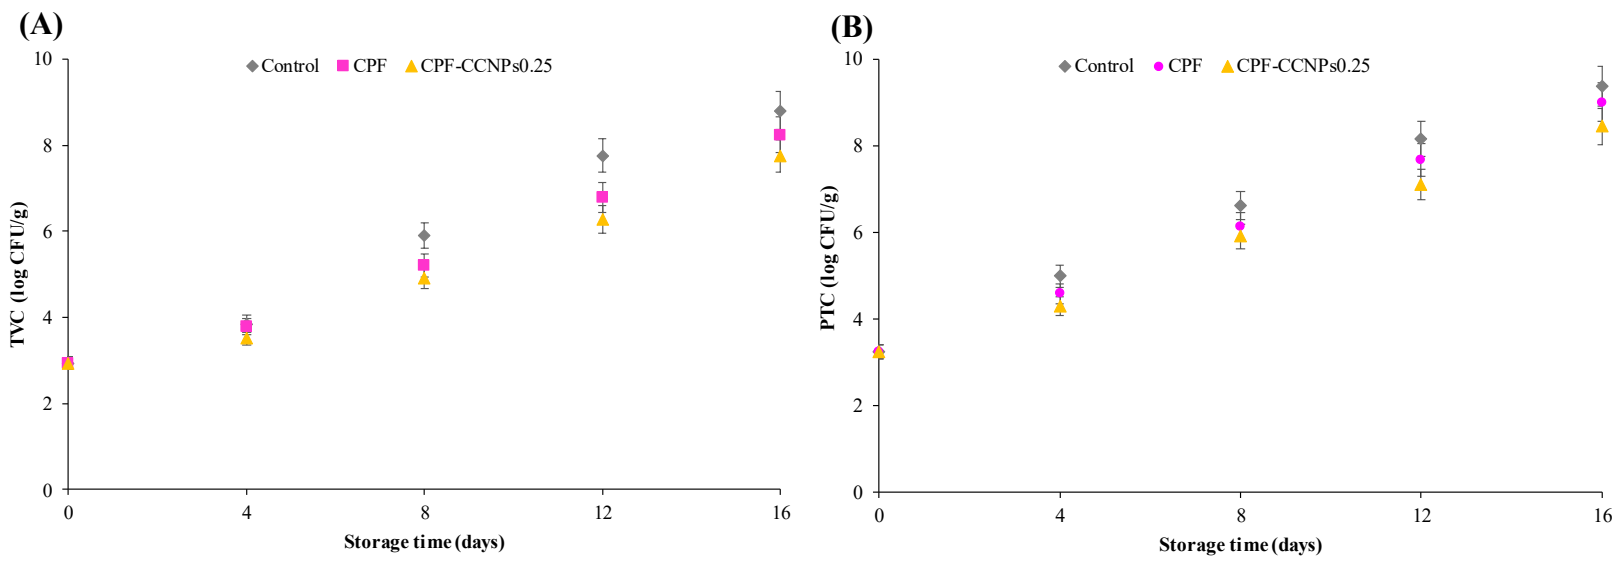 (A)
Control CPF CPF-CCNPs0.25
10
8
6
4
2
0
TVC (log CFU/g)
0 4 8 12 16
Storage time (days)
(B)
Control CPF CPF-CCNPs0.25
10
8
6
4
2
0
PTC (log CFU/g)
0 4 8 12 16
Storage time (days)